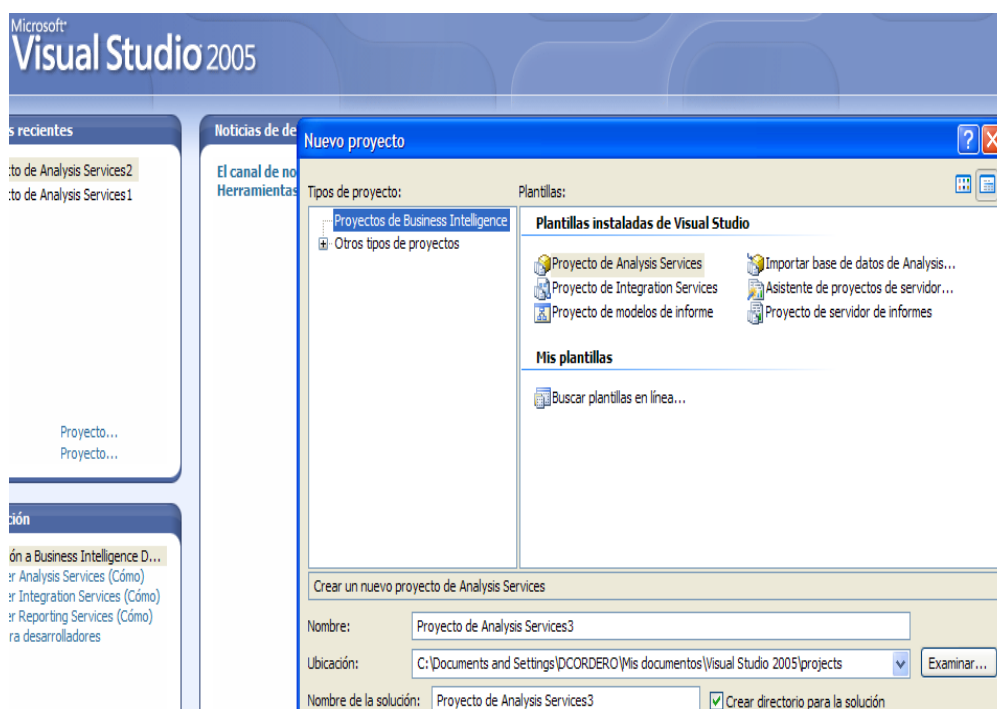 Microsoft
Visual Studio 2005
s recientes
to de Analysis Services2
to de Analysis Services1
Proyecto...
Proyecto...
ción
ón a Business Intelligence D...
er Analysis Services (Cómo)
er Integration Services (Cómo)
er Reporting Services (Cómo)
ra desarrolladores
Noticias de de
El canal de no
Herramientas
Nuevo proyecto
Tipos de proyecto:
Plantillas:
Proyectos de Business Intelligence
Otros tipos de proyectos
Plantillas instaladas de Visual Studio
Proyecto de Analysis Services
Importar base de datos de Analysis...
Proyecto de Integration Services
Asistente de proyectos de servidor...
Proyecto de modelos de informe
Proyecto de servidor de informes
Mis plantillas
Buscar plantillas en línea...
Crear un nuevo proyecto de Analysis Services
Nombre:
Proyecto de Analysis Services3
Ubicación:
C:\Documents and Settings\DCORDERO\Mis documentos\Visual Studio 2005\projects
Examinar...
Nombre de la solución:
Proyecto de Analysis Services3
Crear directorio para la solución